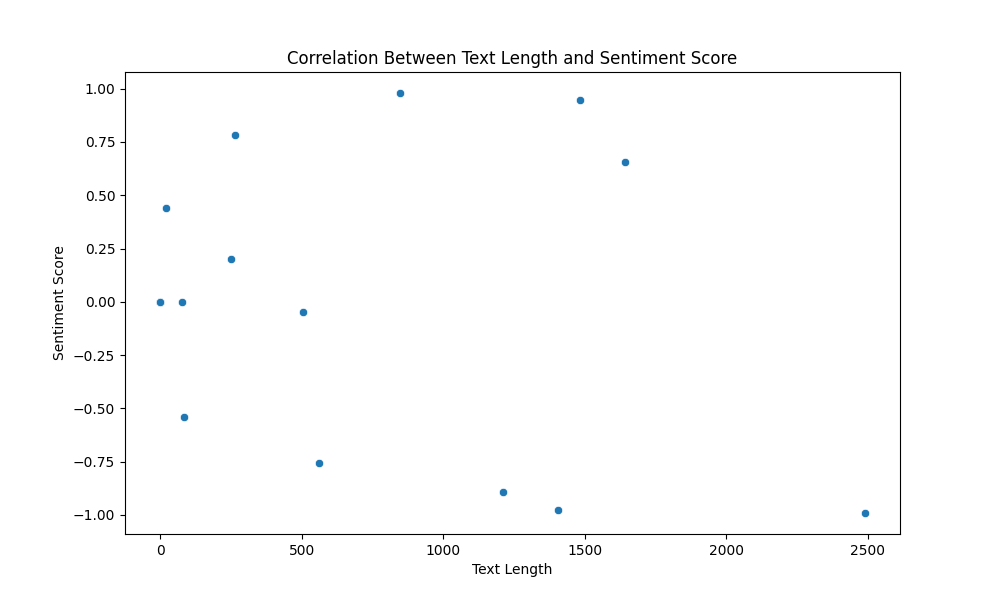 Correlation Between Text Length and Sentiment Score
1.00
0.75
0.50
0.25
0.00
−0.25
−0.50
−0.75
−1.00
Sentiment Score
0 500 1000 1500 2000 2500
Text Length